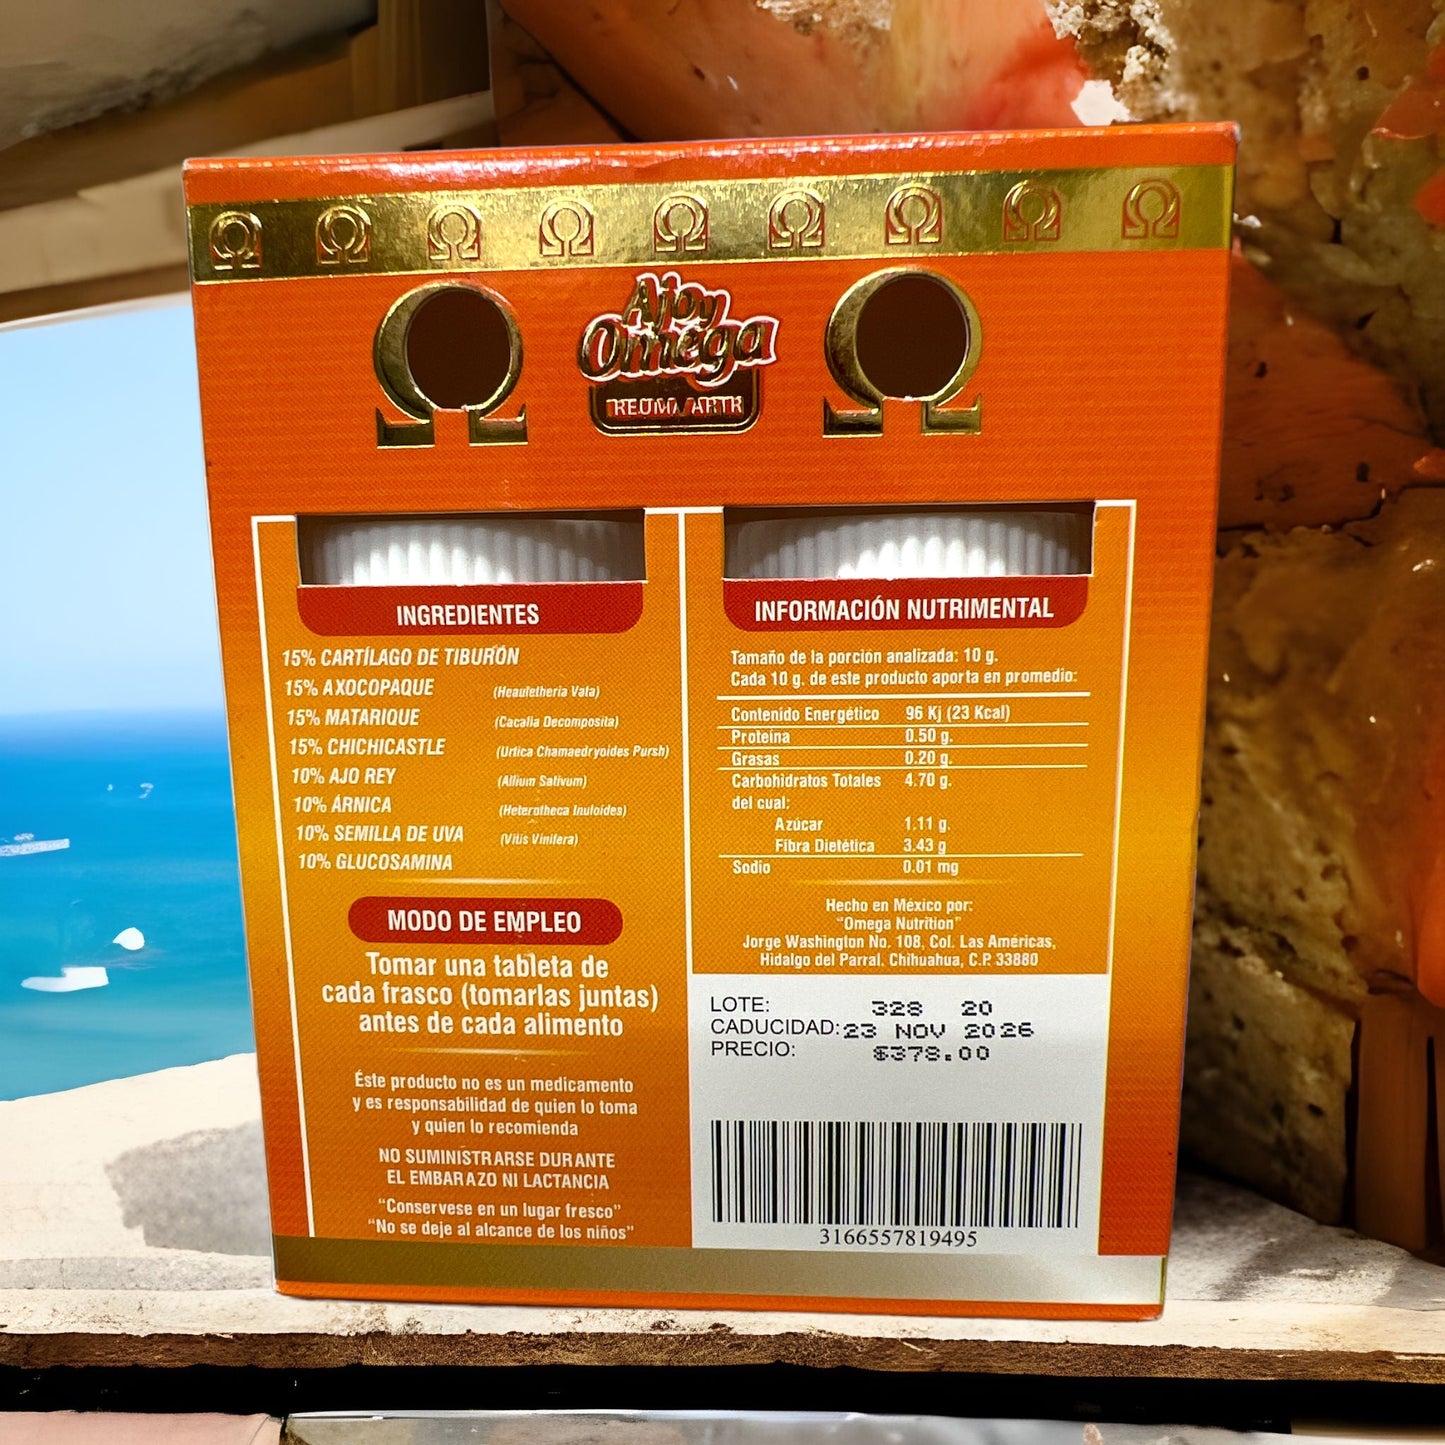 Ajo y
Omega
REUMA ARTR
INGREDIENTES
15% CARTÍLAGO DE TIBURÓN
15% AXOCOPAQUE (Heauletheria Vata)
15% MATARIQUE (Cacalia Decomposita)
15% CHICHICASTLE (Urtica Chamaedryoides Pursh)
10% AJO REY (Allium Sativum)
10% ÁRNICA (Heterotheca Inuloides)
10% SEMILLA DE UVA (Vitis Vinifera)
10% GLUCOSAMINA
MODO DE EMPLEO
Tomar una tableta de
cada frasco (tomarlas juntas)
antes de cada alimento
Éste producto no es un medicamento
y es responsabilidad de quien lo toma
y quien lo recomienda
NO SUMINISTRARSE DURANTE
EL EMBARAZO NI LACTANCIA
"Conservese en un lugar fresco"
"No se deje al alcance de los niños"
INFORMACIÓN NUTRIMENTAL
Tamaño de la porción analizada: 10 g.
Cada 10 g. de este producto aporta en promedio:
Contenido Energético 96 Kj (23 Kcal)
Proteína 0.50 g.
Grasas 0.20 g.
Carbohidratos Totales 4.70 g.
del cual:
Azúcar 1.11 g.
Fibra Dietética 3.43 g
Sodio 0.01 mg
Hecho en México por:
"Omega Nutrition"
Jorge Washington No. 108, Col. Las Américas,
Hidalgo del Parral, Chihuahua, C.P. 33880
LOTE: 328 20
CADUCIDAD: 23 NOV 2026
PRECIO: $378.00
3166557819495